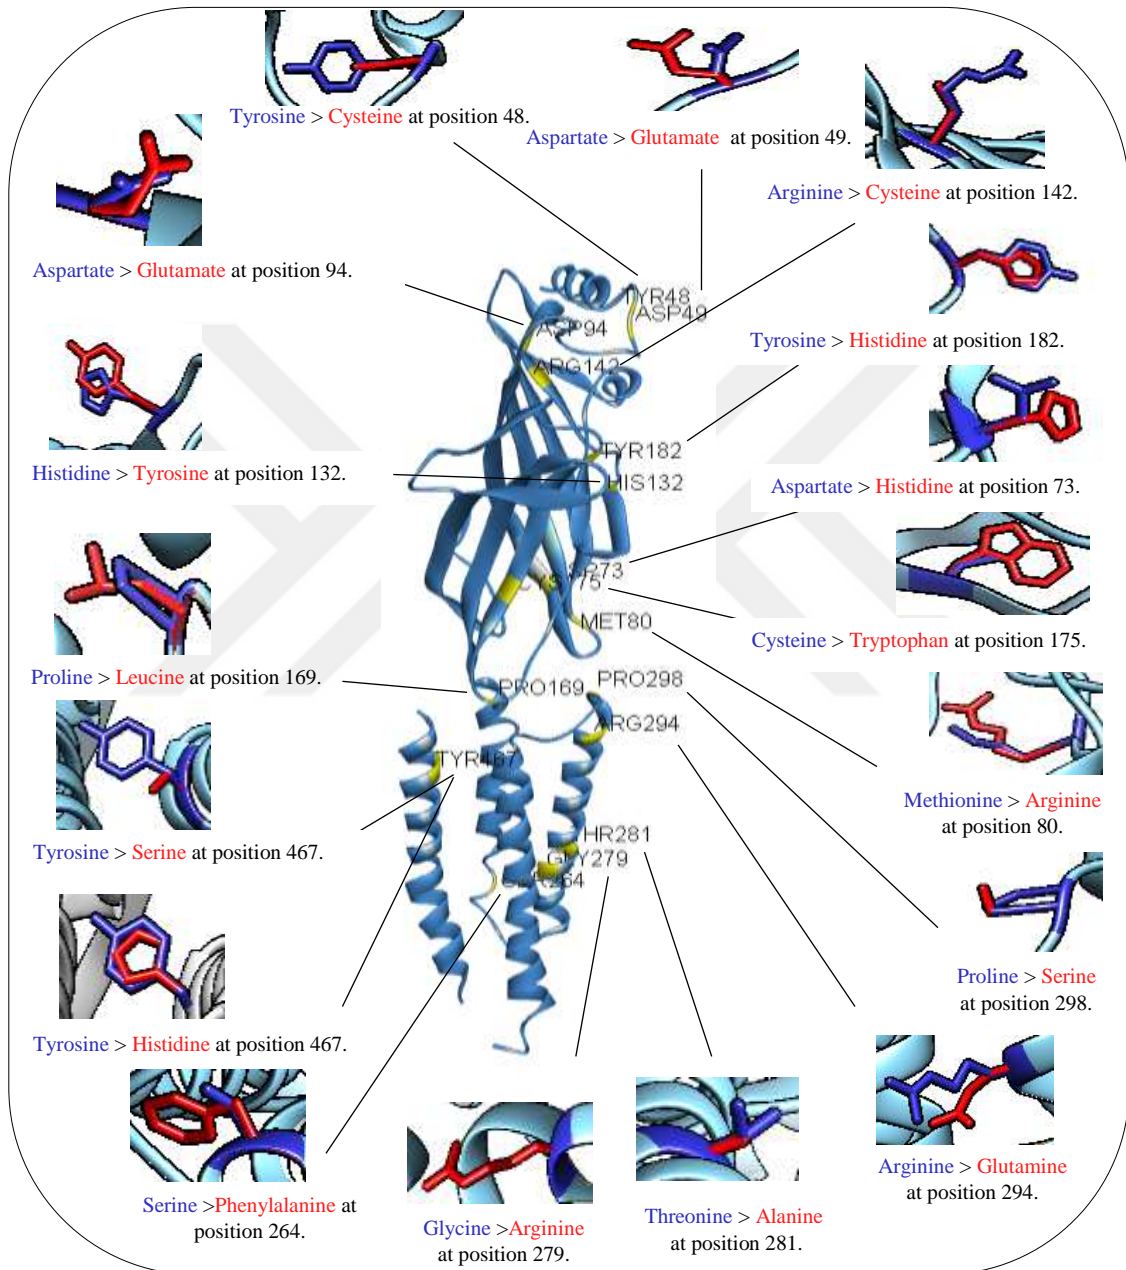 Tyrosine > Cysteine at position 48.
Aspartate > Glutamate at position 49.
Arginine > Cysteine at position 142.
Aspartate > Glutamate at position 94.
Tyrosine > Histidine at position 182.
Histidine > Tyrosine at position 132.
Aspartate > Histidine at position 73.
Cysteine > Tryptophan at position 175.
Proline > Leucine at position 169.
Methionine > Arginine
at position 80.
Tyrosine > Serine at position 467.
Proline > Serine
at position 298.
Tyrosine > Histidine at position 467.
Serine >Phenylalanine at
position 264.
Glycine >Arginine
at position 279.
Threonine > Alanine
at position 281.
Arginine > Glutamine
at position 294.
TYR48
ASP49
ASP94
ARG142
TYR182
HIS132
MET80
PRO169
PRO298
ARG294
TYR467
HR281
GLY279